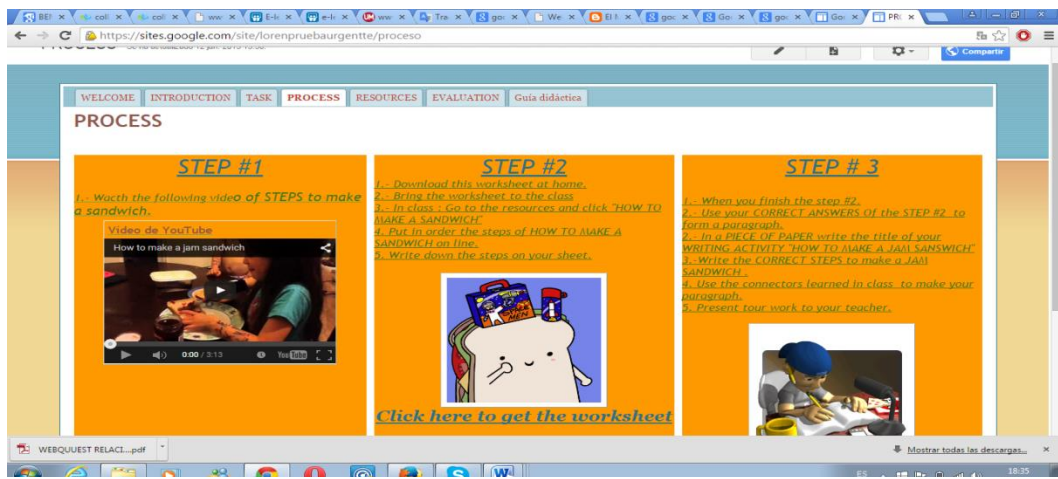 https://sites.google.com/site/lorenpruebaurgentte/proceso
Compartir
WELCOME INTRODUCTION TASK PROCESS RESOURCES EVALUATION Guía didáctica
PROCESS
STEP #1
1.- Wacth the following video of STEPS to make
a sandwich.
Video de YouTube
How to make a jam sandwich
0:00 / 3:13
YouTube
STEP #2
1.- Download this worksheet at home.
2.- Bring the worksheet to the class
3.- In class : Go to the resources and click "HOW TO
MAKE A SANDWICH"
4. Put in order the steps of HOW TO MAKE A
SANDWICH on line.
5. Write down the steps on your sheet.
MEN
Click here to get the worksheet
STEP # 3
1.- When you finish the step #2.
2.- Use your CORRECT ANSWERS Of the STEP #2 to
form a paragraph.
2.- In a PIECE OF PAPER write the title of your
WRITING ACTIVITY "HOW TO MAKE A JAM SANSWICH"
3.-Write the CORRECT STEPS to make a JAM
SANDWICH .
4. Use the connectors learned in class to make your
paragraph.
5. Present tour work to your teacher.
WEBQUUEST RELACI....pdf
Mostrar todas las descargas...
ES
18:35